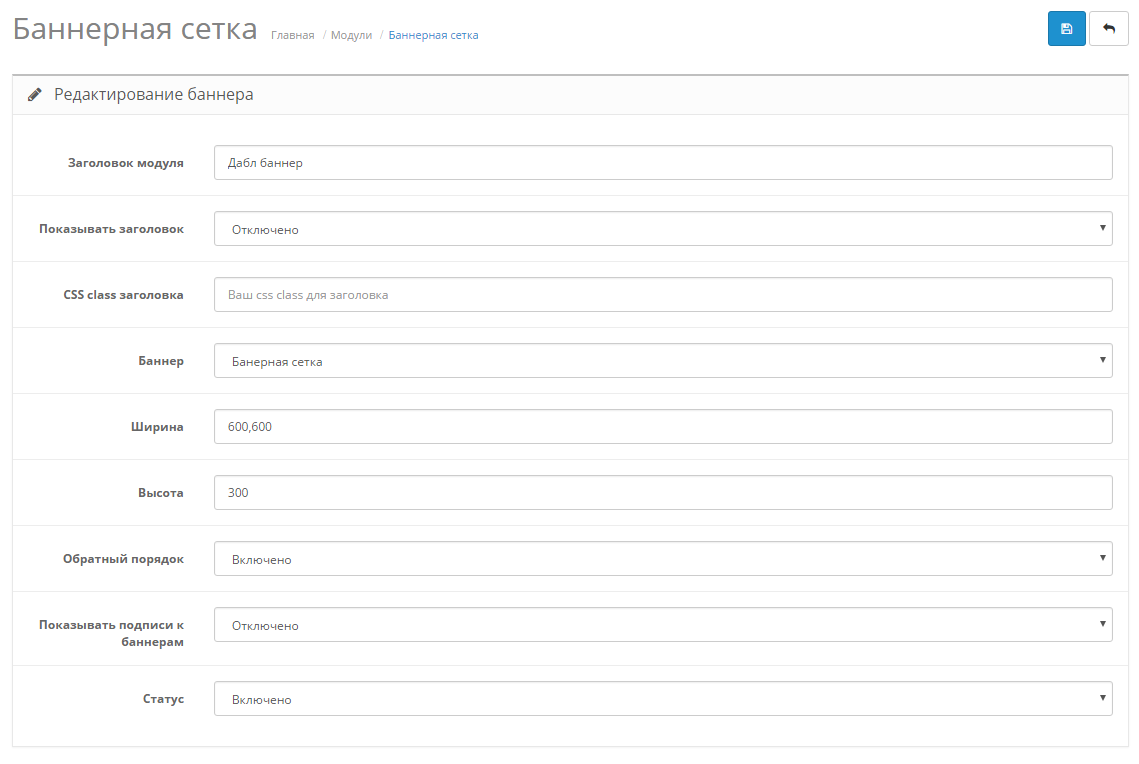 Баннерная сетка Главная / Модули / Баннерная сетка
Редактирование баннера
Заголовок модуля Дабл баннер
Показывать заголовок Отключено
CSS class заголовка Ваш css class для заголовка
Баннер Банерная сетка
Ширина 600,600
Высота 300
Обратный порядок Включено
Показывать подписи к
баннерам Отключено
Статус Включено